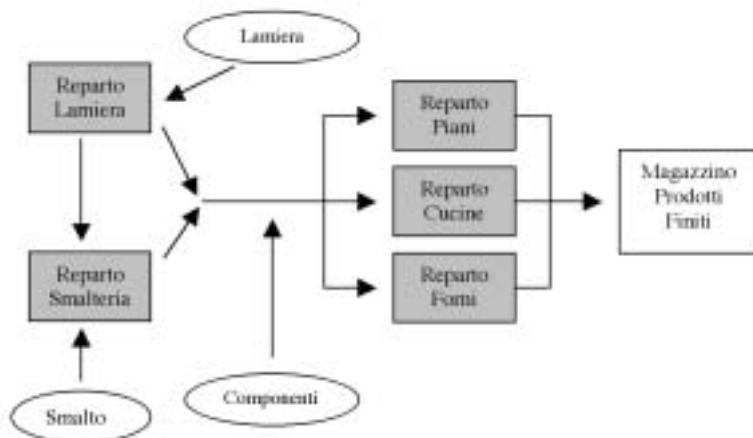 Lamiera
Reparto
Lamiera
Reparto
Piani
Reparto
Cucine
Magazzino
Prodotti
Finiti
Reparto
Smalteria
Reparto
Forni
Smalto
Componenti